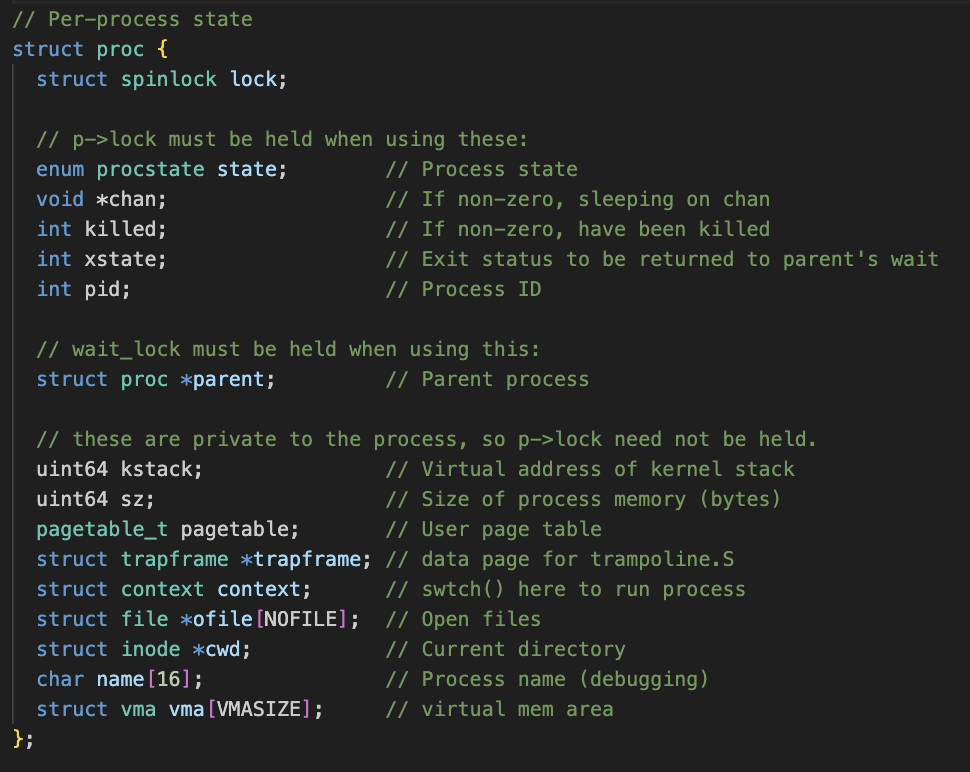 // Per-process state
struct proc {
  struct spinlock lock;

  // p->lock must be held when using these:
  enum procstate state;        // Process state
  void *chan;                  // If non-zero, sleeping on chan
  int killed;                  // If non-zero, have been killed
  int xstate;                  // Exit status to be returned to parent's wait
  int pid;                     // Process ID

  // wait_lock must be held when using this:
  struct proc *parent;         // Parent process

  // these are private to the process, so p->lock need not be held.
  uint64 kstack;               // Virtual address of kernel stack
  uint64 sz;                   // Size of process memory (bytes)
  pagetable_t pagetable;       // User page table
  struct trapframe *trapframe; // data page for trampoline.S
  struct context context;      // swtch() here to run process
  struct file *ofile[NOFILE];  // Open files
  struct inode *cwd;           // Current directory
  char name[16];               // Process name (debugging)
  struct vma vma[VMASIZE];     // virtual mem area
};